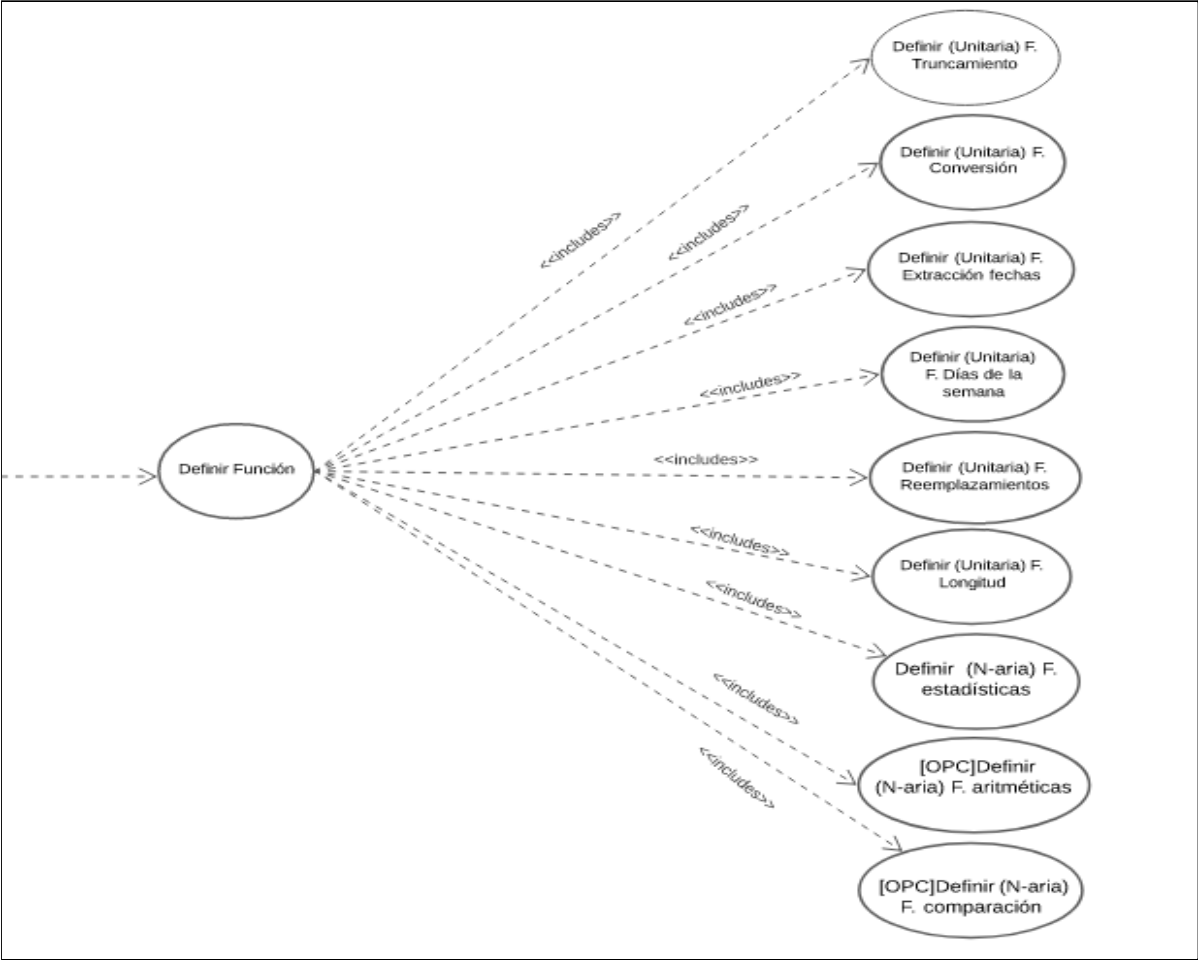 Definir (Unitaria) F.
Truncamiento
Definir (Unitaria) F.
Conversión
<<includes>>
<<includes>>
Definir (Unitaria) F.
Extracción fechas
<<includes>>
Definir (Unitaria)
F. Días de la
semana
<<includes>>
Definir Función
<<includes>>
Definir (Unitaria) F.
Reemplazamientos
<<includes>>
Definir (Unitaria) F.
Longitud
<<includes>>
Definir (N-aria) F.
estadísticas
<<includes>>
[OPC]Definir
(N-aria) F. aritméticas
<<includes>>
[OPC]Definir (N-aria)
F. comparación